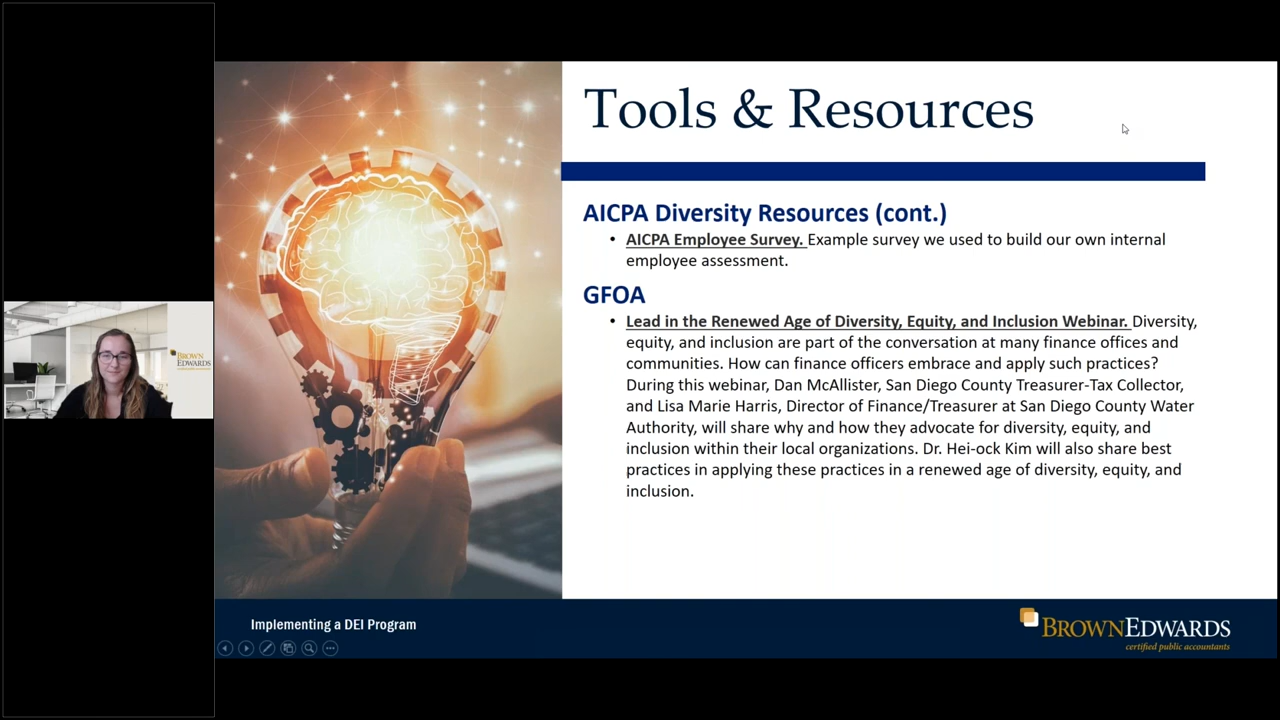 Tools & Resources
AICPA Diversity Resources (cont.)
• AICPA Employee Survey. Example survey we used to build our own internal
employee assessment.
GFOA
• Lead in the Renewed Age of Diversity, Equity, and Inclusion Webinar. Diversity,
equity, and inclusion are part of the conversation at many finance offices and
communities. How can finance officers embrace and apply such practices?
During this webinar, Dan McAllister, San Diego County Treasurer-Tax Collector,
and Lisa Marie Harris, Director of Finance/Treasurer at San Diego County Water
Authority, will share why and how they advocate for diversity, equity, and
inclusion within their local organizations. Dr. Hei-ock Kim will also share best
practices in applying these practices in a renewed age of diversity, equity, and
inclusion.
BROWN
EDWARDS
Implementing a DEI Program
BROWNEDWARDS
certified public accountants